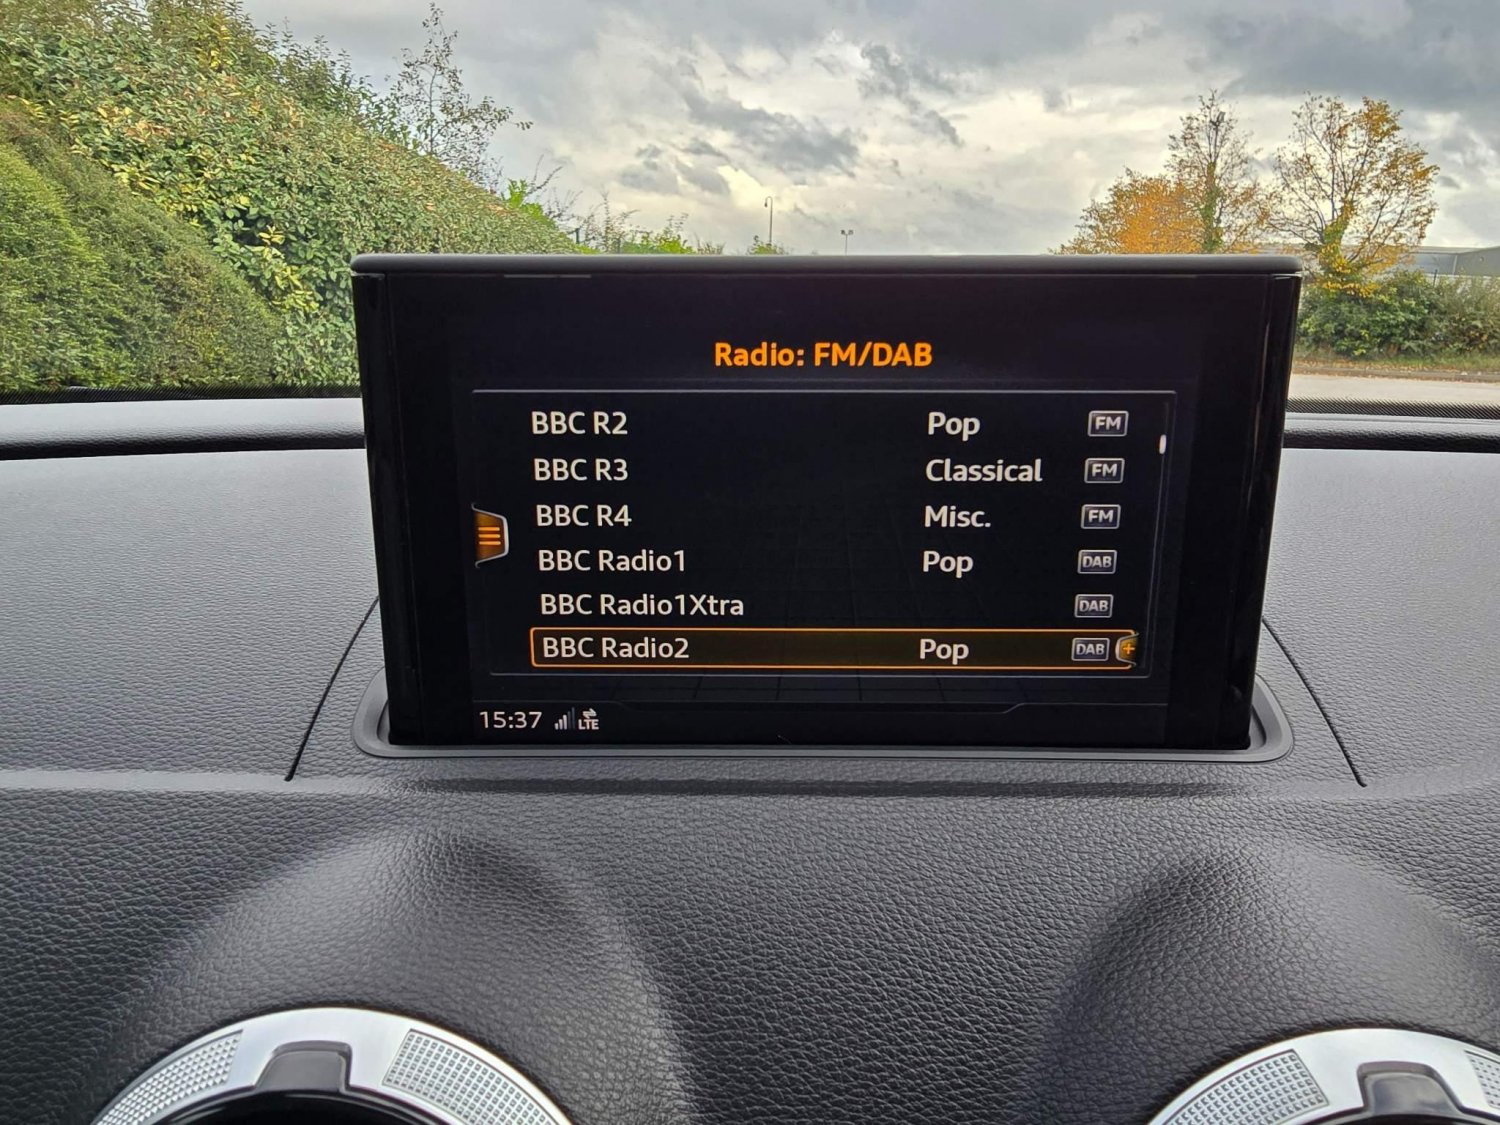 Radio: FM/DAB
BBC R2 Pop FM
BBC R3 Classical FM
BBC R4 Misc. FM
BBC Radio1 Pop DAB
BBC Radio1Xtra DAB
BBC Radio2 Pop DAB +
15:37 LTE